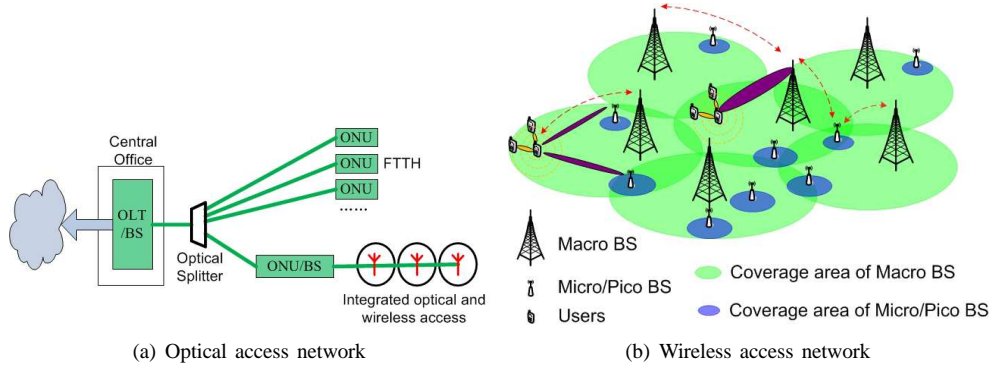 Central
Office
OLT
/BS
Optical
Splitter
ONU
ONU
FTTH
ONU
......
ONU/BS
Integrated optical and
wireless access
(a) Optical access network
Macro BS
Micro/Pico BS
Users
Coverage area of Macro BS
Coverage area of Micro/Pico BS
(b) Wireless access network